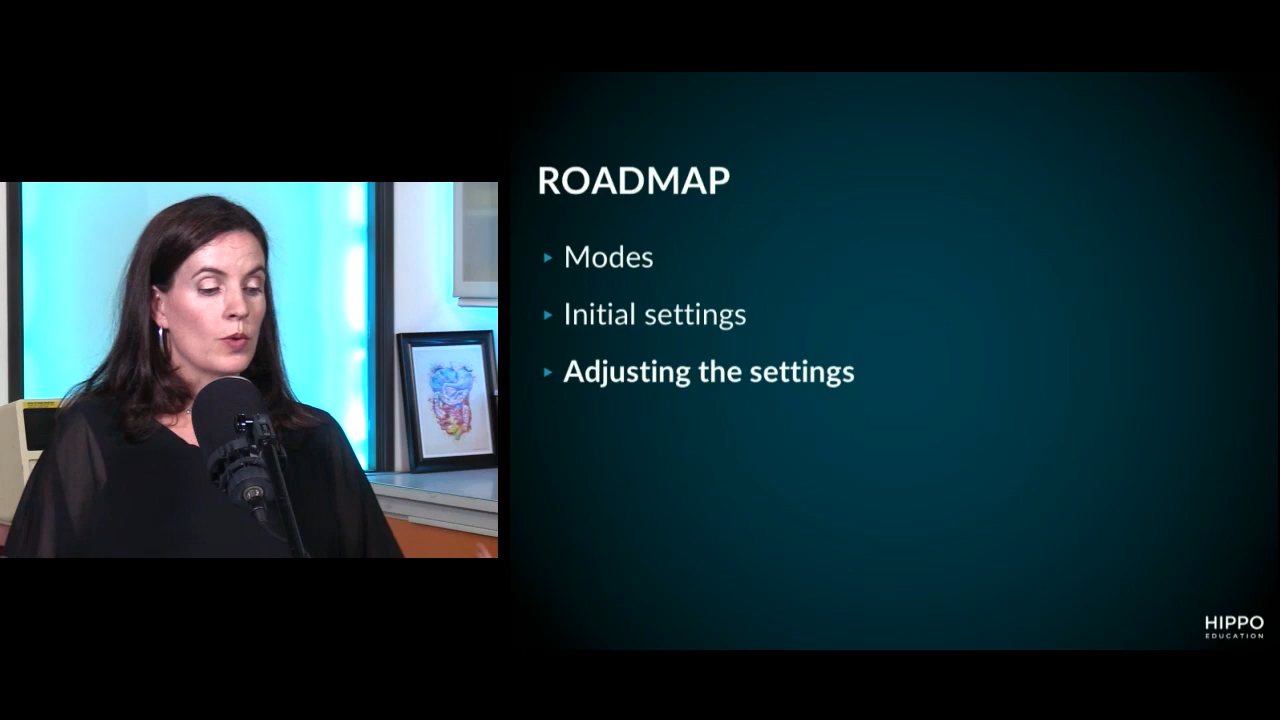 ROADMAP
Modes
Initial settings
Adjusting the settings
HIPPO
EDUCATION